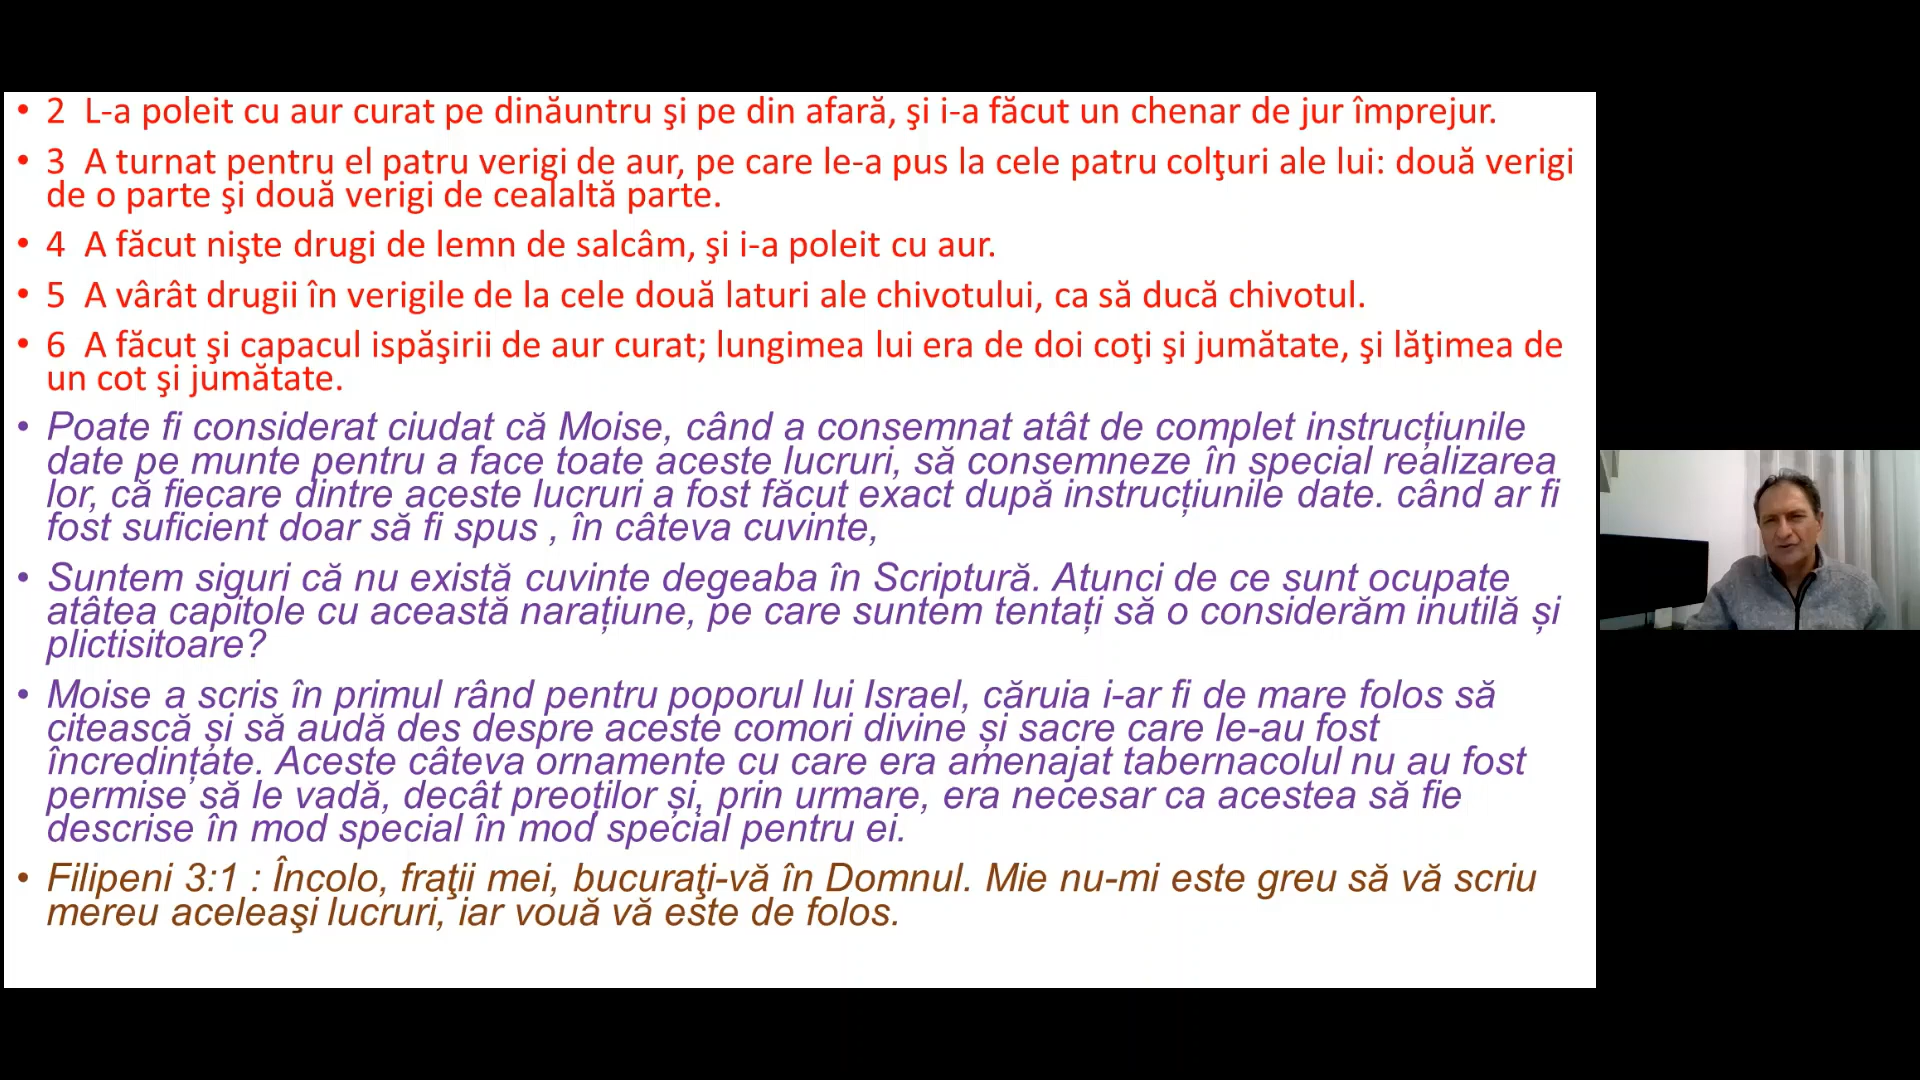 • 2  L-a poleit cu aur curat pe dinăuntru şi pe din afară, şi i-a făcut un chenar de jur împrejur.
• 3  A turnat pentru el patru verigi de aur, pe care le-a pus la cele patru colţuri ale lui: două verigi
de o parte şi două verigi de cealaltă parte.
• 4  A făcut nişte drugi de lemn de salcâm, şi i-a poleit cu aur.
• 5  A vârât drugii în verigile de la cele două laturi ale chivotului, ca să ducă chivotul.
• 6  A făcut şi capacul ispăşirii de aur curat; lungimea lui era de doi coţi şi jumătate, şi lăţimea de
un cot şi jumătate.
• Poate fi considerat ciudat că Moise, când a consemnat atât de complet instrucțiunile
date pe munte pentru a face toate aceste lucruri, să consemneze în special realizarea
lor, că fiecare dintre aceste lucruri a fost făcut exact după instrucțiunile date. când ar fi
fost suficient doar să fi spus , în câteva cuvinte,
• Suntem siguri că nu există cuvinte degeaba în Scriptură. Atunci de ce sunt ocupate
atâtea capitole cu această narațiune, pe care suntem tentați să o considerăm inutilă și
plictisitoare?
• Moise a scris în primul rând pentru poporul lui Israel, căruia i-ar fi de mare folos să
citească și să audă des despre aceste comori divine și sacre care le-au fost
încredințate. Aceste câteva ornamente cu care era amenajat tabernacolul nu au fost
permise să le vadă, decât preoților și, prin urmare, era necesar ca acestea să fie
descrise în mod special în mod special pentru ei.
• Filipeni 3:1 : Încolo, fraţii mei, bucuraţi-vă în Domnul. Mie nu-mi este greu să vă scriu
mereu aceleaşi lucruri, iar vouă vă este de folos.